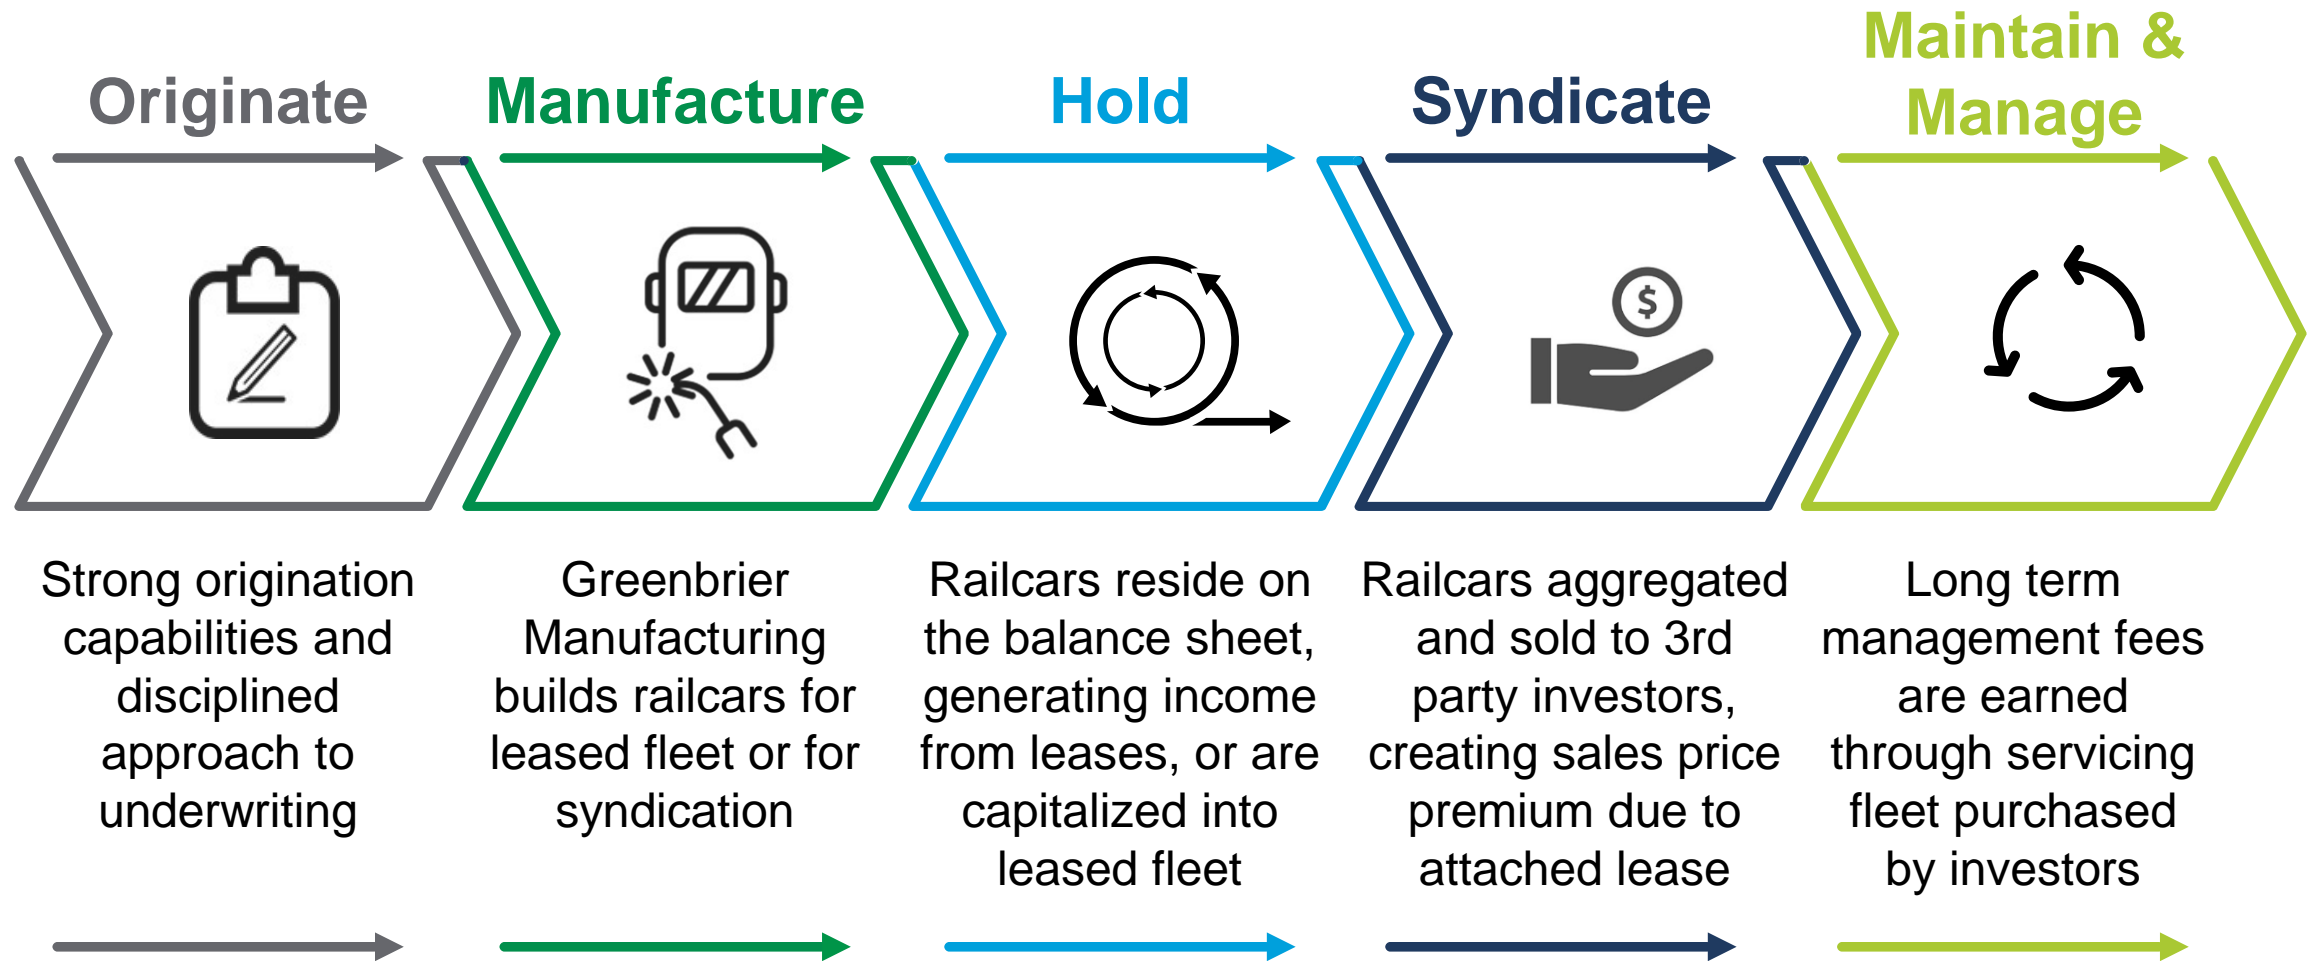 Originate
Manufacture
Hold
Syndicate
Maintain &
Manage
$
Strong origination
capabilities and
disciplined
approach to
underwriting
Greenbrier
Manufacturing
builds railcars for
leased fleet or for
syndication
Railcars reside on
the balance sheet,
generating income
from leases, or are
capitalized into
leased fleet
Railcars aggregated
and sold to 3rd
party investors,
creating sales price
premium due to
attached lease
Long term
management fees
are earned
through servicing
fleet purchased
by investors